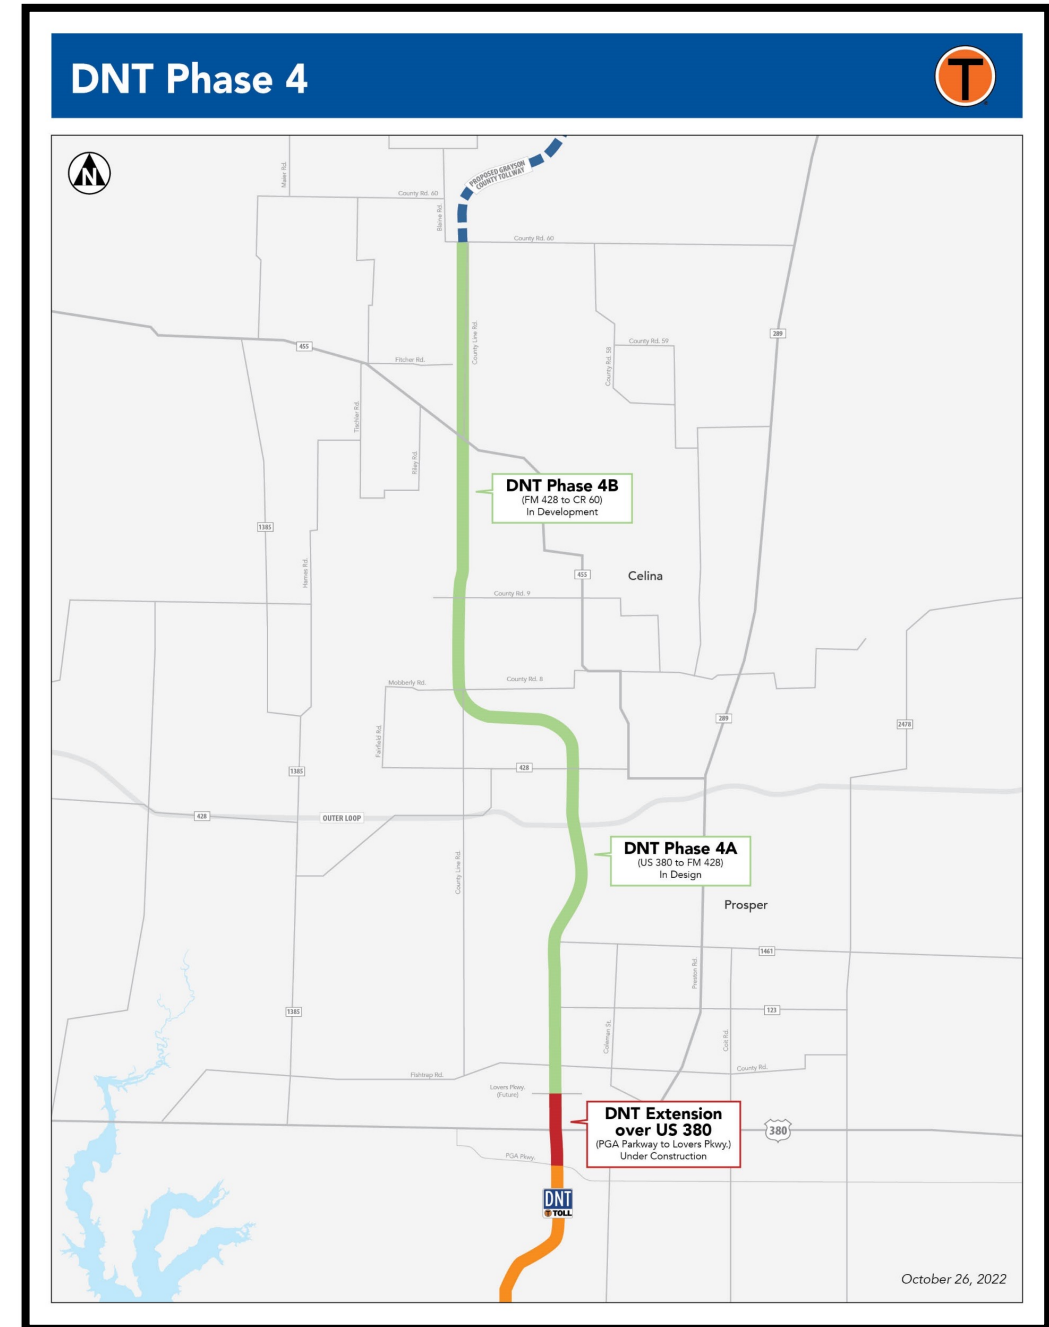 DNT Phase 4
T
N
PROPOSED GRAYSON
COUNTY TOLLWAY
Maler Rd.
County Rd. 60
Blaine Rd.
County Rd. 60
County Line Rd.
289
455
County Rd. 59
County Rd. 58
Fitcher Rd.
Tischler Rd.
Riley Rd.
DNT Phase 4B
(FM 428 to CR 60)
In Development
1385
Harnes Rd.
455
Celina
County Rd. 9
Mobberly Rd.
County Rd. 8
Fairfield Rd.
289
2478
428
1385
428
OUTER LOOP
DNT Phase 4A
(US 380 to FM 428)
In Design
County Line Rd.
Prosper
1461
Preston Rd.
1385
123
Coleman St.
Coit Rd.
County Rd.
Fishtrap Rd.
Lovers Pkwy.
(Future)
DNT Extension
over US 380
(PGA Parkway to Lovers Pkwy.)
Under Construction
380
PGA Pkwy.
DNT
T TOLL
October 26, 2022